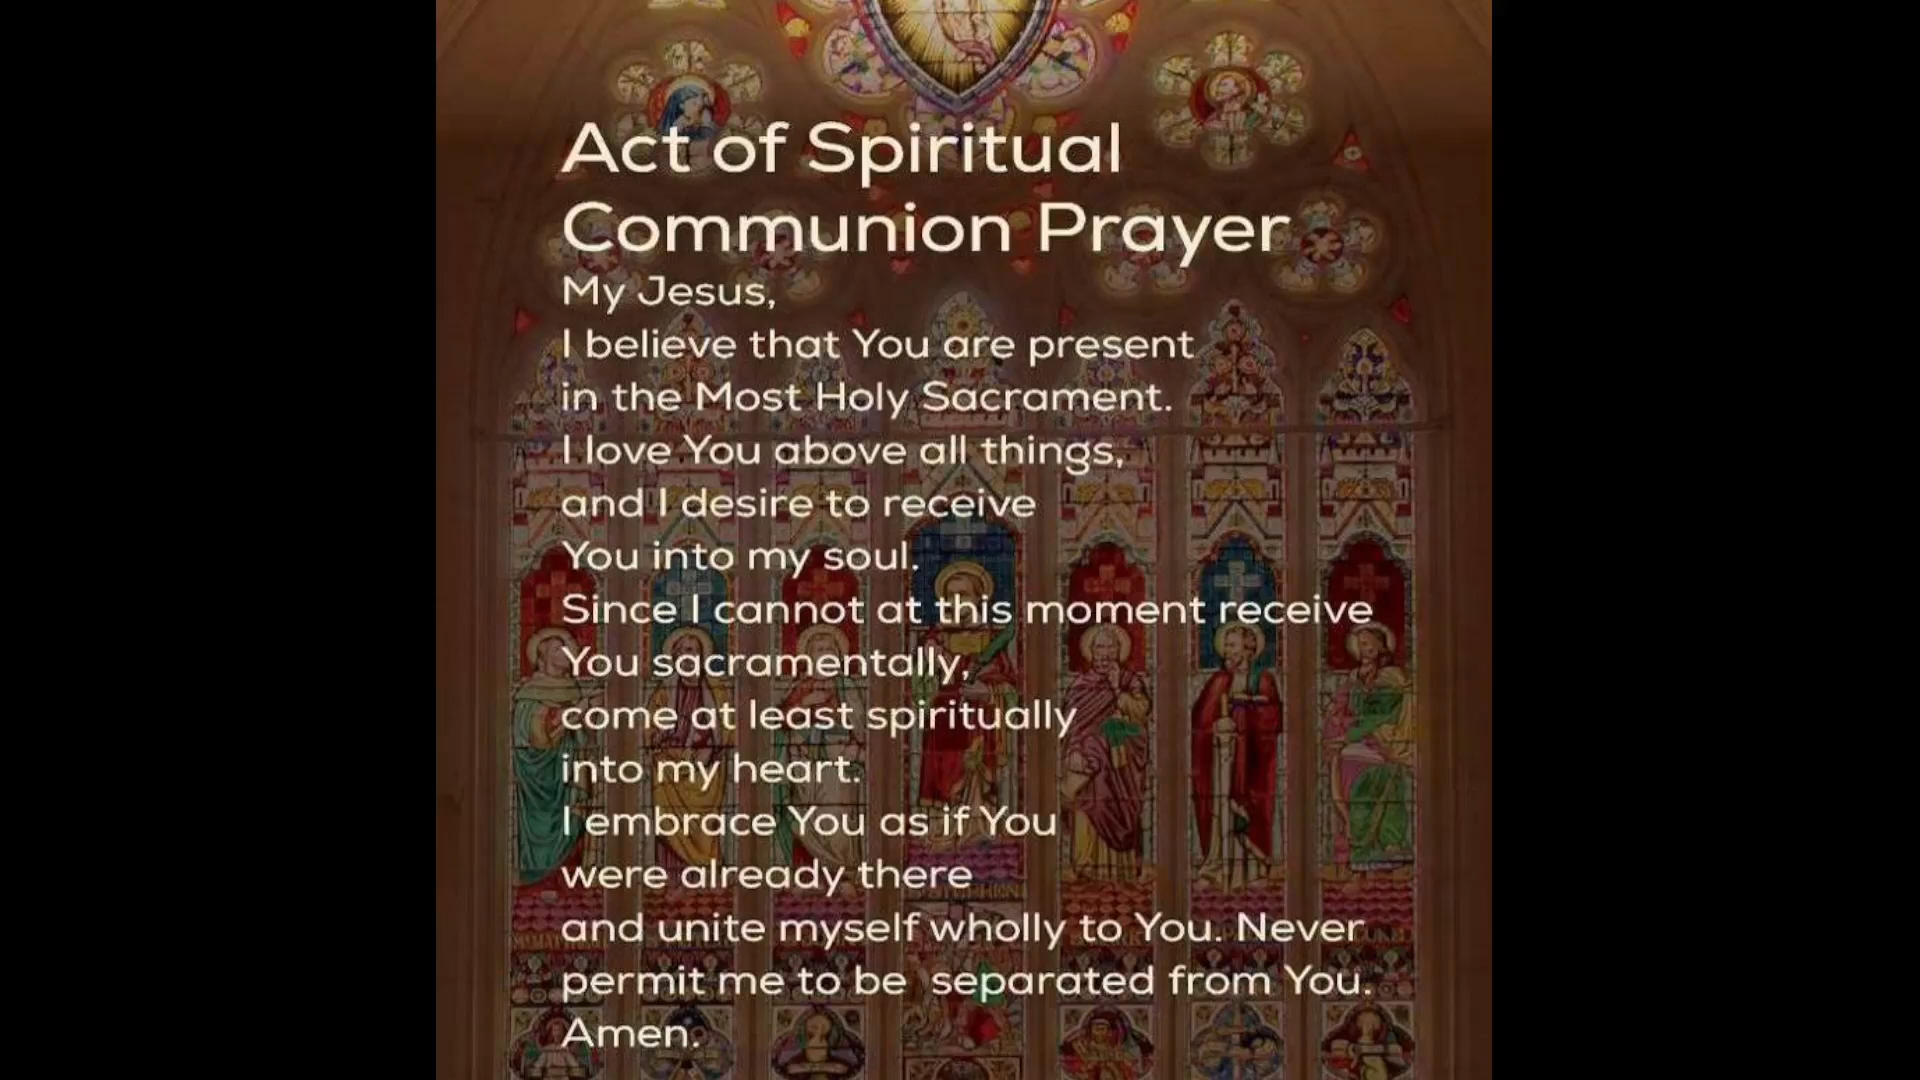 Act of Spiritual
Communion Prayer
My Jesus,
I believe that You are present
in the Most Holy Sacrament.
I love You above all things,
and I desire to receive
You into my soul.
Since I cannot at this moment receive
You sacramentally,
come at least spiritually
into my heart.
I embrace You as if You
were already there
and unite myself wholly to You. Never
permit me to be separated from You.
Amen.